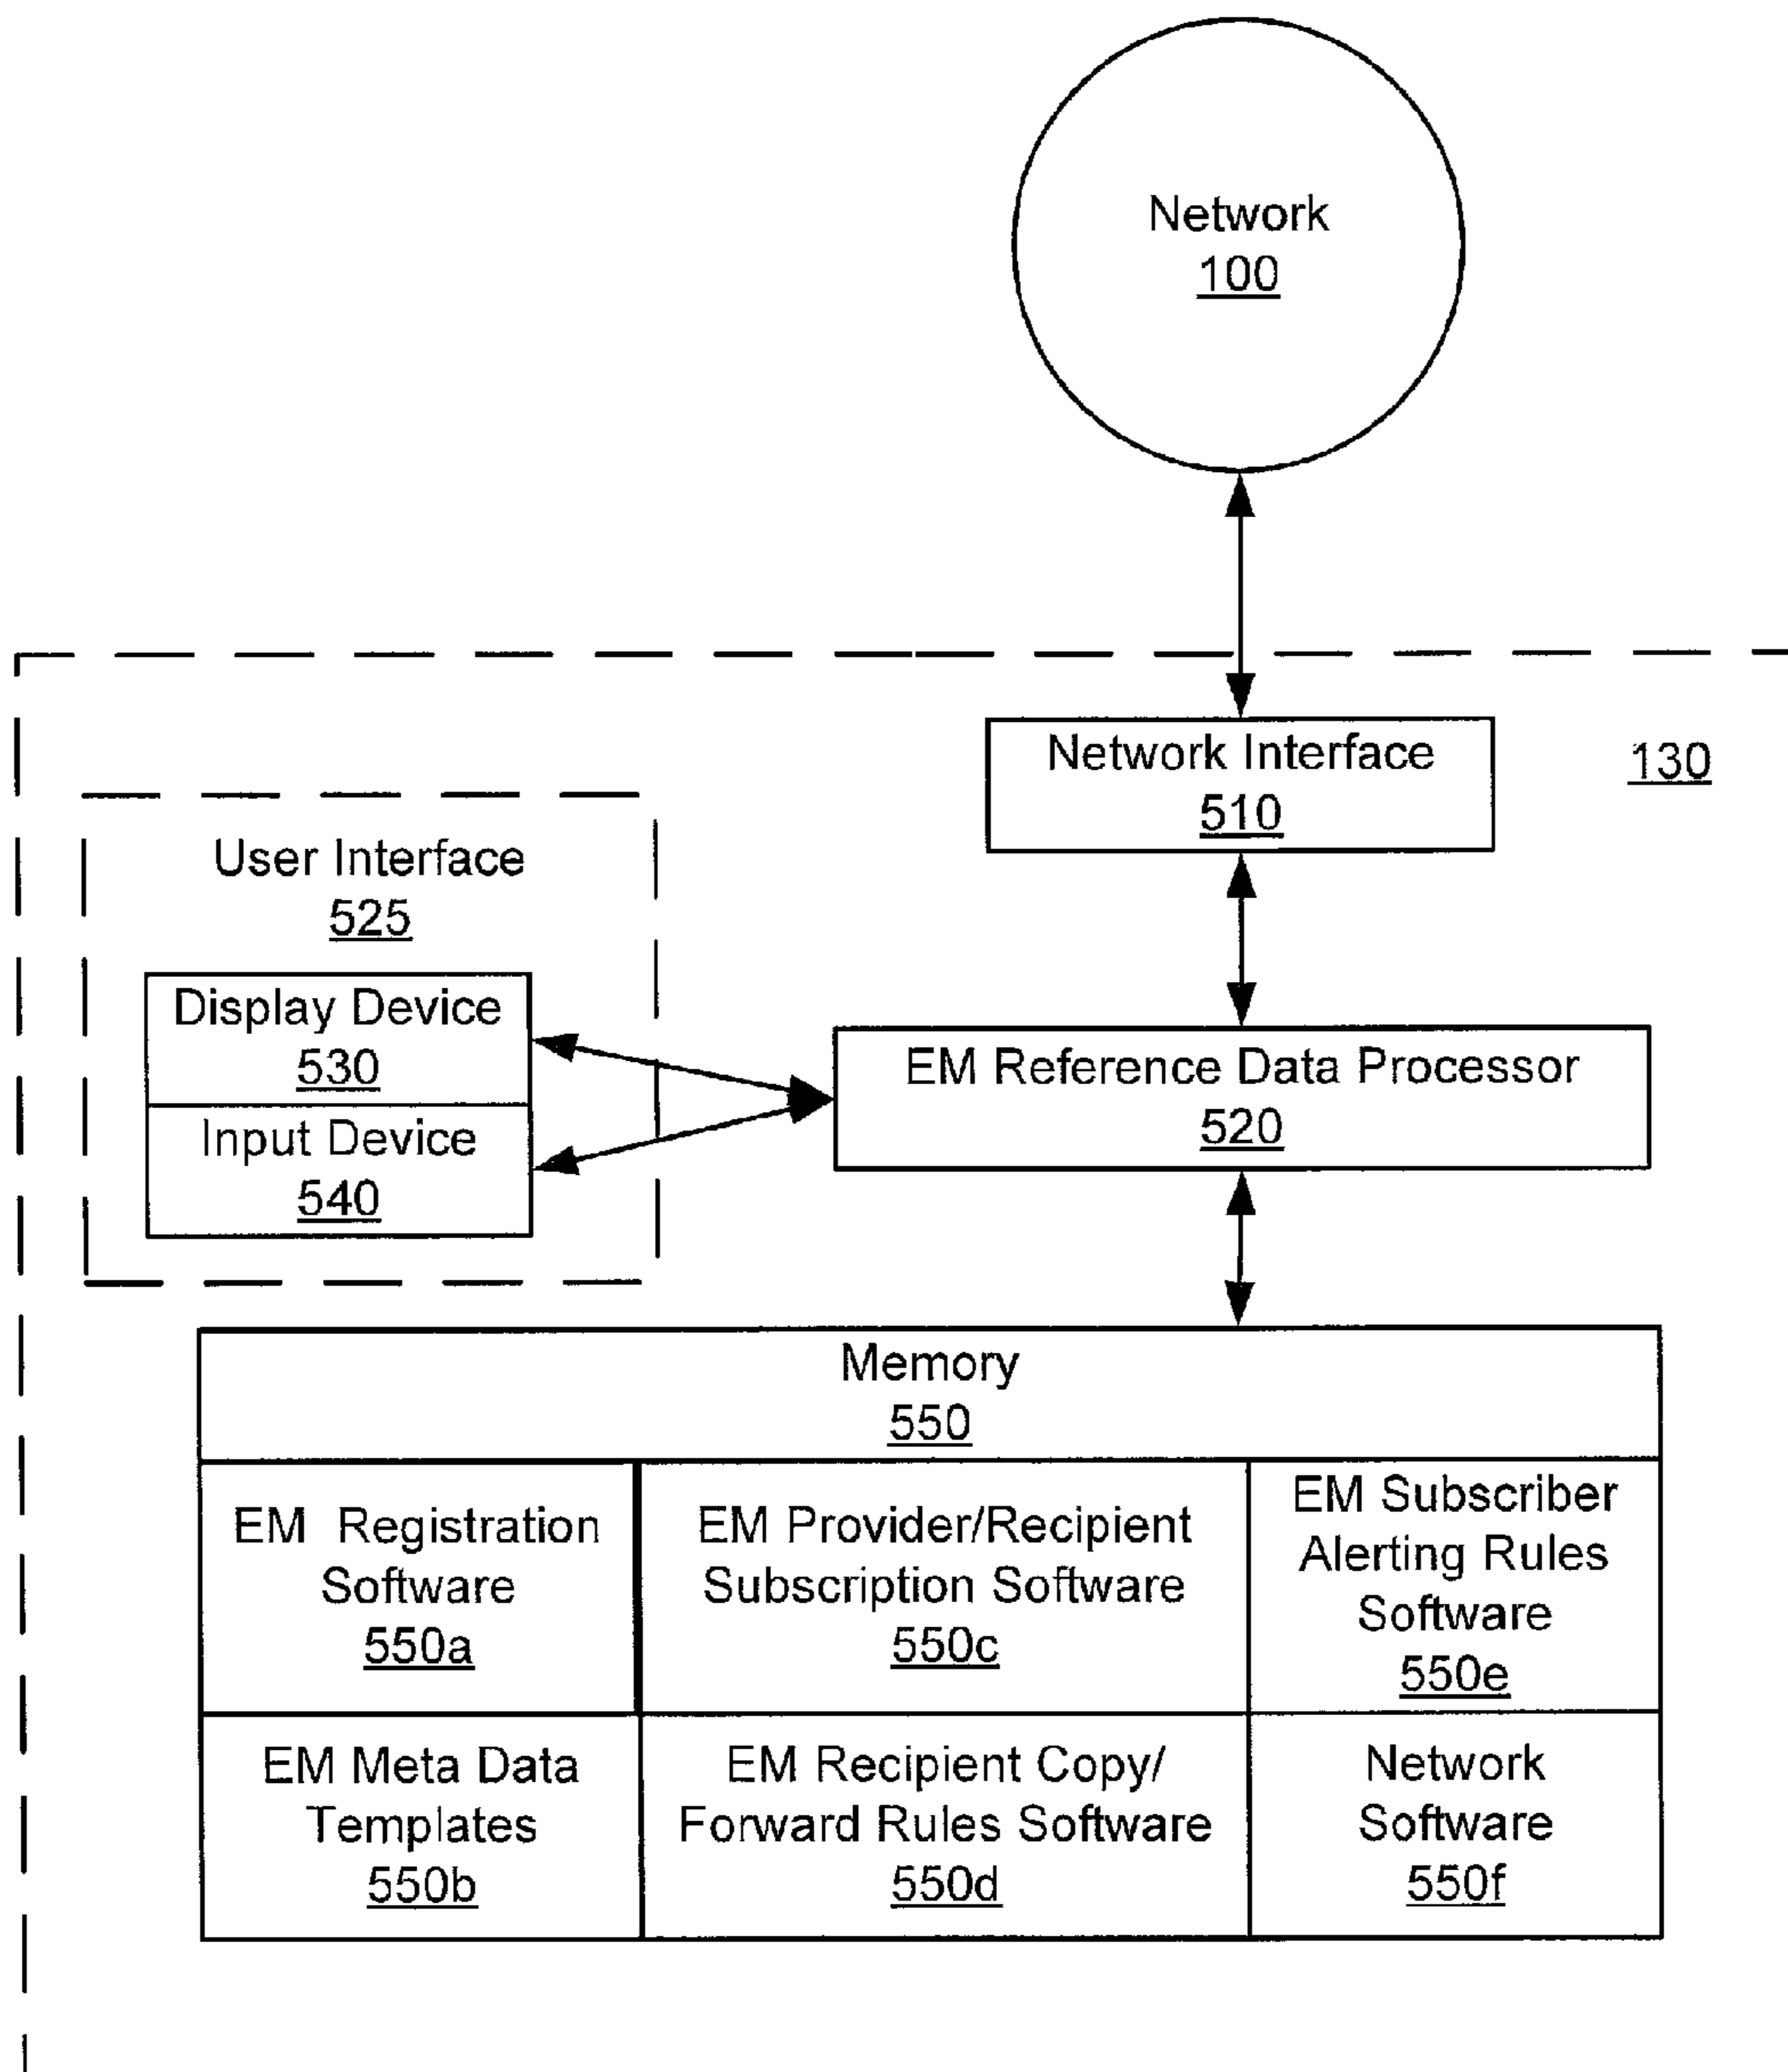 Network
100
Network Interface
510
130
User Interface
525
Display Device
530
Input Device
540
EM Reference Data Processor
520
Memory
550
EM Registration
Software
550a
EM Provider/Recipient
Subscription Software
550c
EM Subscriber
Alerting Rules
Software
550e
EM Meta Data
Templates
550b
EM Recipient Copy/
Forward Rules Software
550d
Network
Software
550f